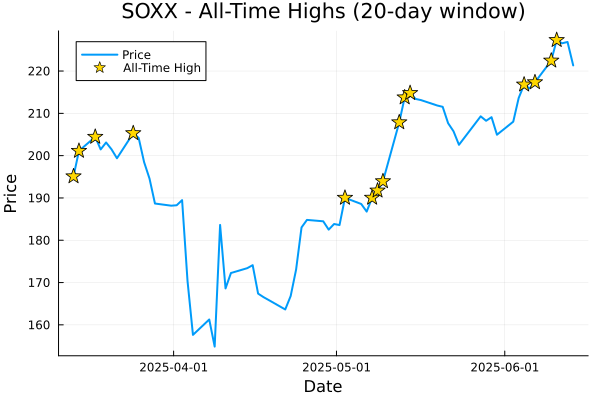 SOXX - All-Time Highs (20-day window)
Price
All-Time High
Price
220
210
200
190
180
170
160
2025-04-01
2025-05-01
2025-06-01
Date